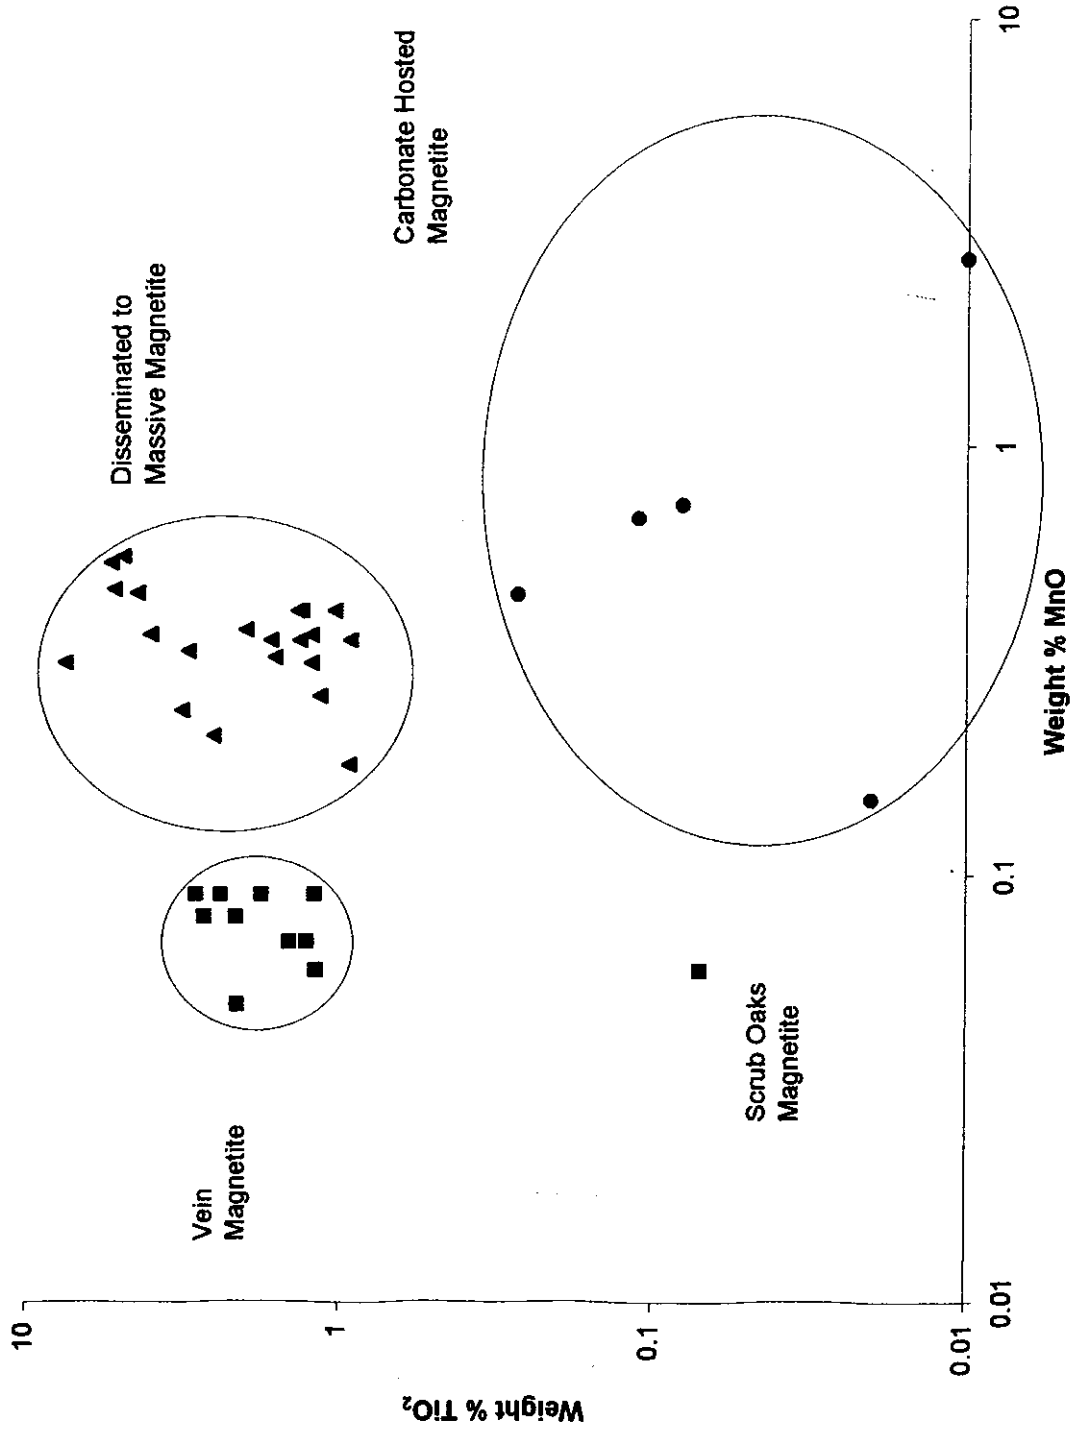 10
1
0.1
0.01
Weight % TiO₂
Vein
Magnetite
Disseminated to
Massive Magnetite
Carbonate Hosted
Magnetite
Scrub Oaks
Magnetite
0.01
0.1
1
10
Weight % MnO